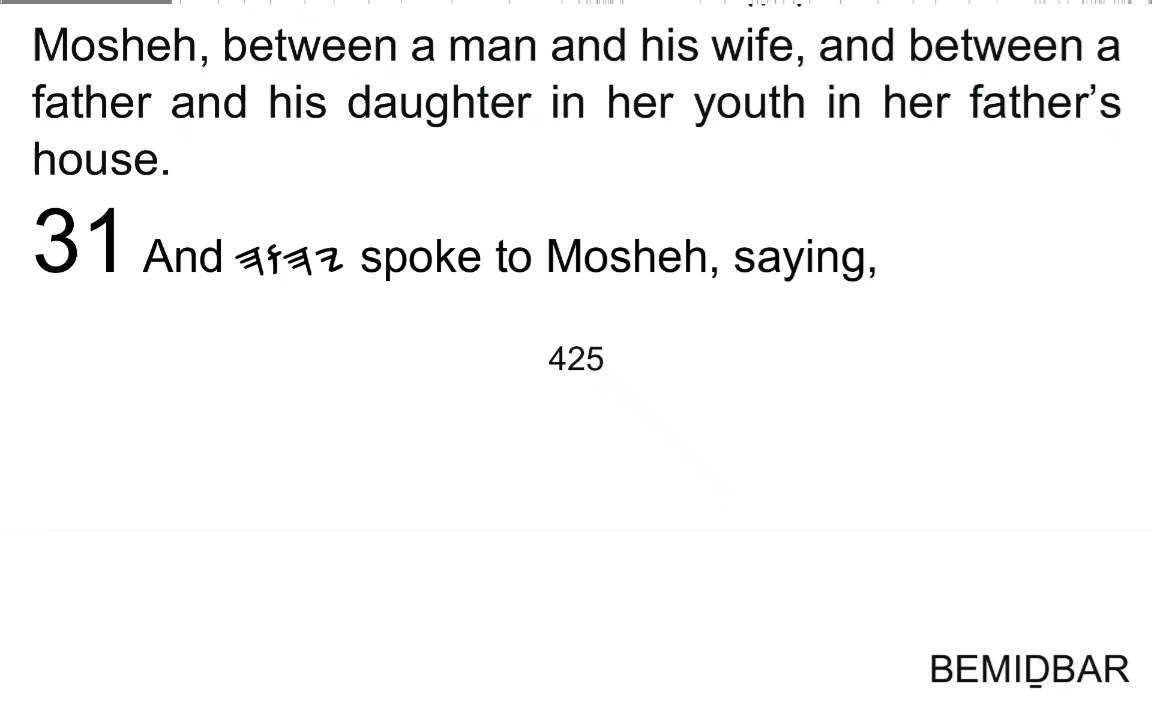 Mosheh, between a man and his wife, and between a
father and his daughter in her youth in her father’s
house.
31 And 𐤉𐤄𐤅𐤄 spoke to Mosheh, saying,
425
BEMIḎBAR